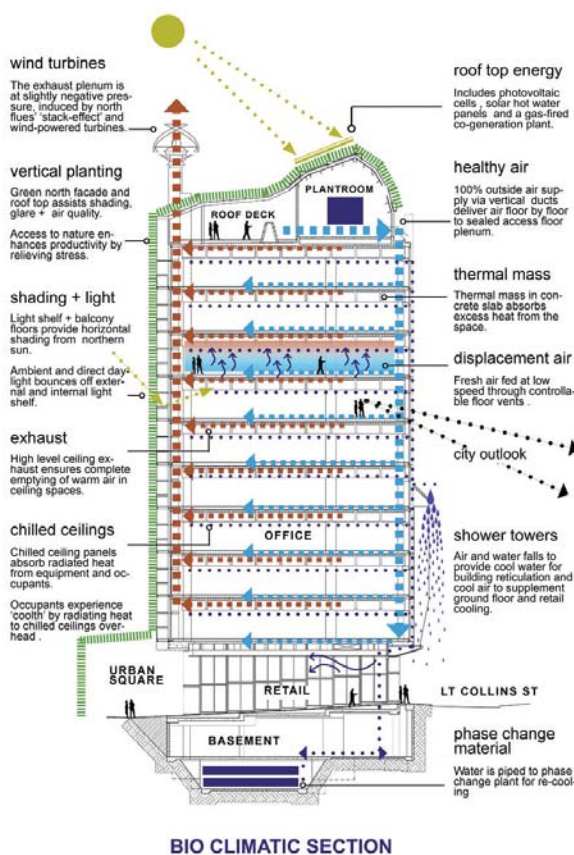 wind turbines
The exhaust plenum is
at slightly negative pres-
sure, induced by north
flues' 'stack-effect' and
wind-powered turbines.
vertical planting
Green north facade and
roof top assists shading,
glare + air quality.
Access to nature en-
hances productivity by
relieving stress.
shading + light
Light shelf + balcony
floors provide horizontal
shading from northern
sun.
Ambient and direct day-
light bounces off exter-
nal and internal light
shelf.
exhaust
High level ceiling ex-
haust ensures complete
emptying of warm air in
ceiling spaces.
chilled ceilings
Chilled ceiling panels
absorb radiated heat
from equipment and oc-
cupants.
Occupants experience
'coolth' by radiating heat
to chilled ceilings over-
head .
PLANTROOM
ROOF DECK
OFFICE
URBAN
SQUARE
RETAIL
LT COLLINS ST
BASEMENT
roof top energy
Includes photovoltaic
cells , solar hot water
panels and a gas-fired
co-generation plant.
healthy air
100% outside air sup-
ply via vertical ducts
deliver air floor by floor
to sealed access floor
plenum.
thermal mass
Thermal mass in con-
crete slab absorbs
excess heat from the
space.
displacement air
Fresh air fed at low
speed through controlla-
ble floor vents .
city outlook
shower towers
Air and water falls to
provide cool water for
building reticulation and
cool air to supplement
ground floor and retail
cooling.
phase change
material
Water is piped to phase
change plant for re-cool-
ing
BIO CLIMATIC SECTION